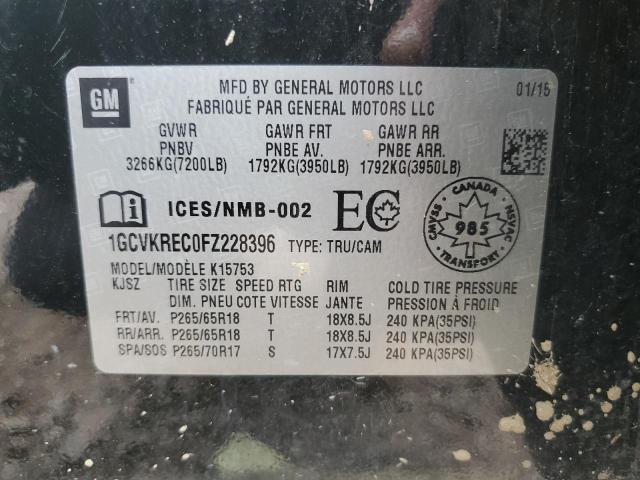 GM
MFD BY GENERAL MOTORS LLC 01/15
FABRIQUÉ PAR GENERAL MOTORS LLC
GVWR GAWR FRT GAWR RR
PNBV PNBE AV. PNBE ARR.
3266KG(7200LB) 1792KG(3950LB) 1792KG(3950LB)
i ICES/NMB-002 EC
CANADA
CMVSS 985 NSVAC
TRANSPORT
1GCVKREC0FZ228396 TYPE: TRU/CAM
MODEL/MODÈLE K15753
KJSZ TIRE SIZE SPEED RTG RIM COLD TIRE PRESSURE
DIM. PNEU COTE VITESSE JANTE PRESSION À FROID
FRT/AV. P265/65R18 T 18X8.5J 240 KPA(35PSI)
RR/ARR. P265/65R18 T 18X8.5J 240 KPA(35PSI)
SPA/SOS P265/70R17 S 17X7.5J 240 KPA(35PSI)